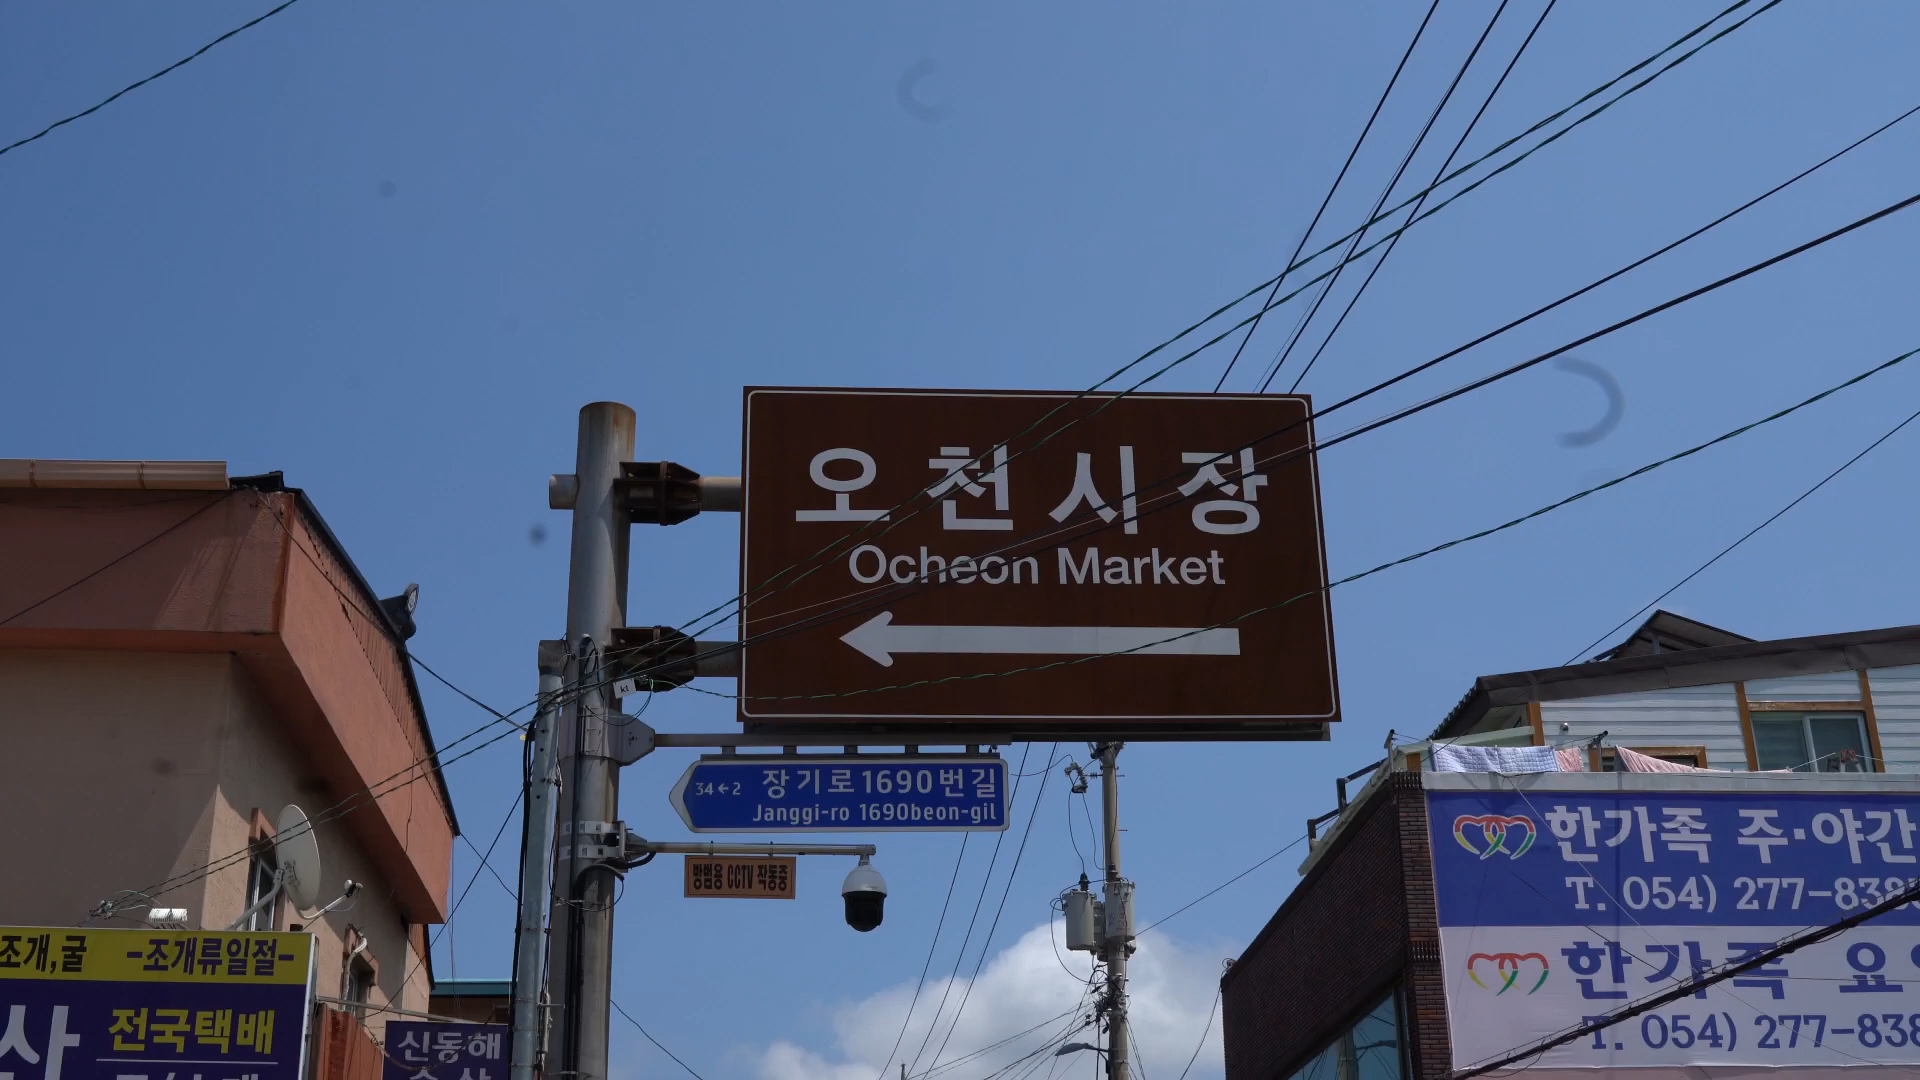 오천시장
Ocheon Market
kt
34←2 장기로1690번길
Janggi-ro 1690beon-gil
방범용 CCTV 작동중
조개,굴 -조개류일절-
전국택배
신동해
한가족 주·야간
T. 054) 277-838
한가족 요
T. 054) 277-838